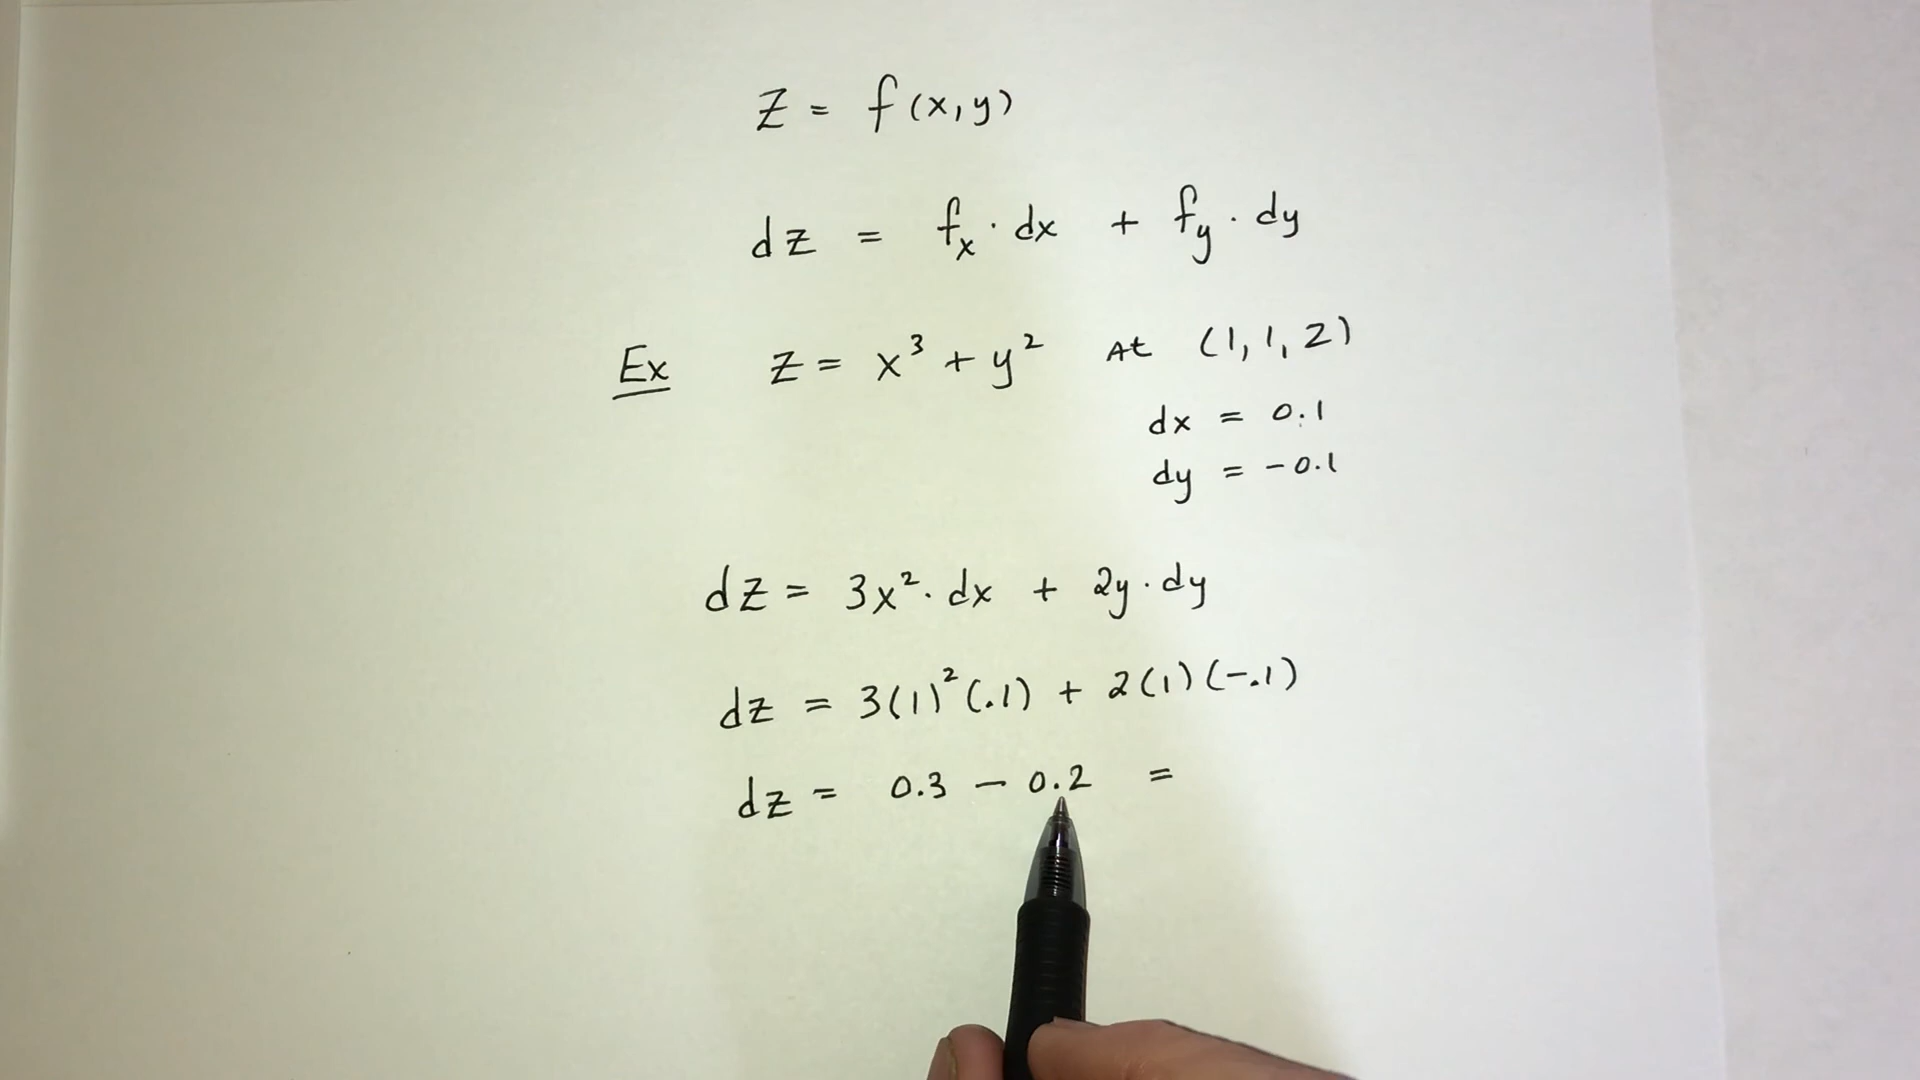 z = f(x,y)
dz = fx · dx + fy · dy
Ex z = x³ + y² At (1, 1, 2)
dx = 0.1
dy = -0.1
dz = 3x² · dx + 2y · dy
dz = 3(1)²(.1) + 2(1)(-.1)
dz = 0.3 - 0.2 =